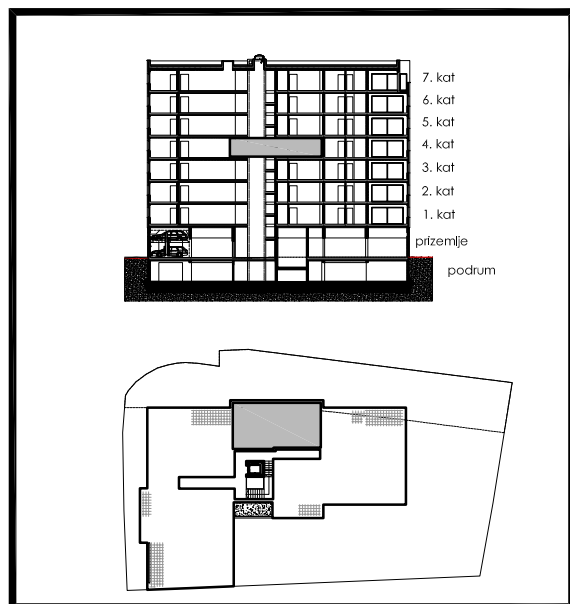 7. kat
6. kat
5. kat
4. kat
3. kat
2. kat
1. kat
prizemlje
podrum